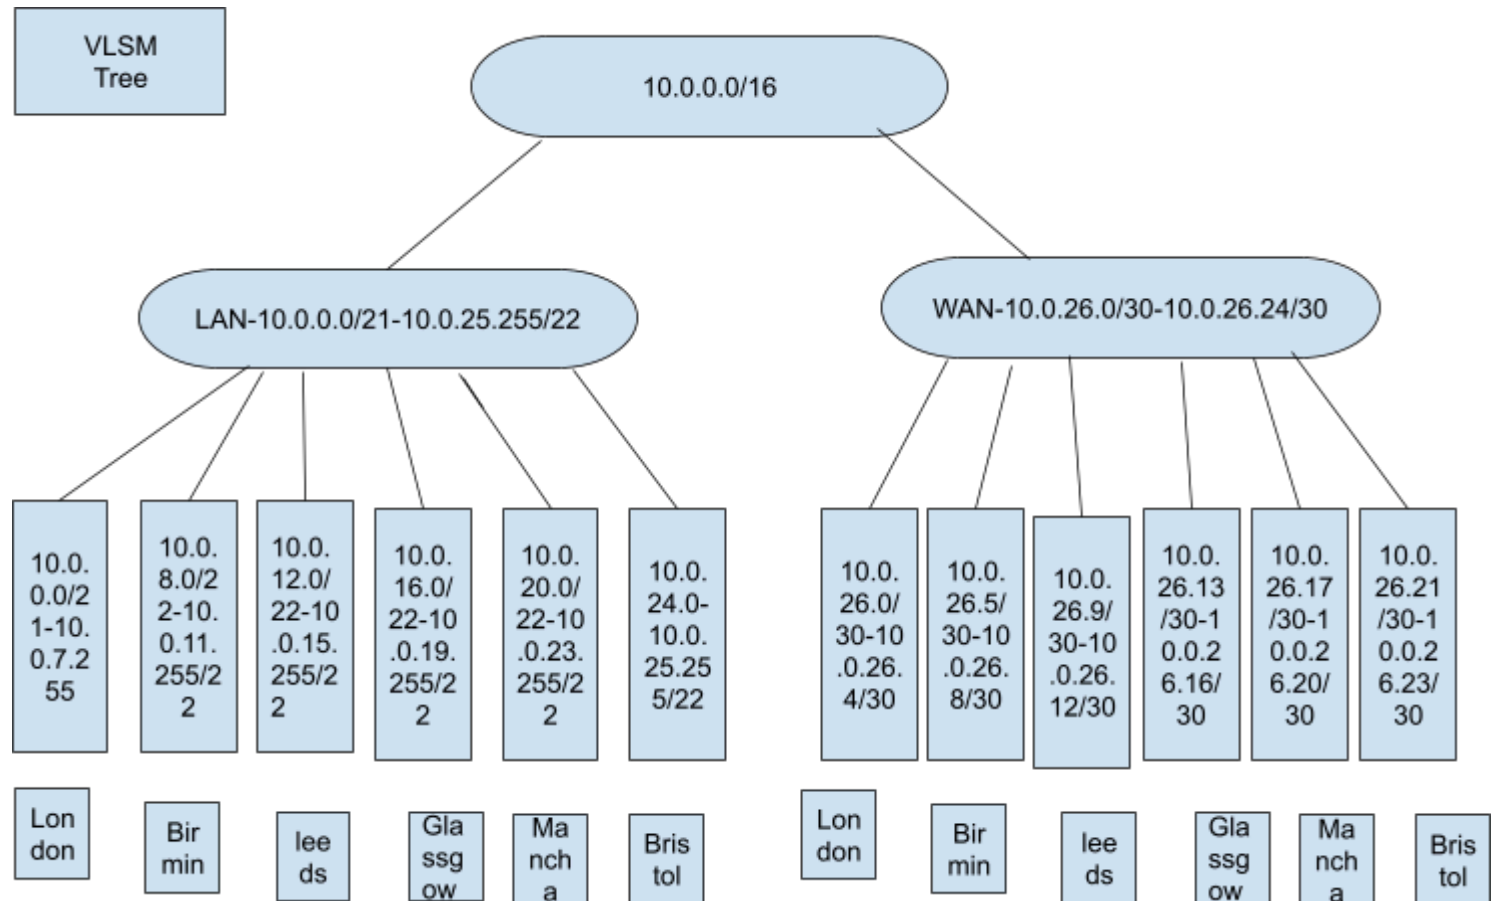 VLSM
Tree
10.0.0.0/16
LAN-10.0.0.0/21-10.0.25.255/22
WAN-10.0.26.0/30-10.0.26.24/30
10.0.
0.0/2
1-10.
0.7.2
55
10.0.
8.0/2
2-10.
0.11.
255/2
2
10.0.
12.0/
22-10
.0.15.
255/2
2
10.0.
16.0/
22-10
.0.19.
255/2
2
10.0.
20.0/
22-10
.0.23.
255/2
2
10.0.
24.0-
10.0.
25.25
5/22
10.0.
26.0/
30-10
.0.26.
4/30
10.0.
26.5/
30-10
.0.26.
8/30
10.0.
26.9/
30-10
.0.26.
12/30
10.0.
26.13
/30-1
0.0.2
6.16/
30
10.0.
26.17
/30-1
0.0.2
6.20/
30
10.0.
26.21
/30-1
0.0.2
6.23/
30
Lon
don
Bir
min
lee
ds
Gla
ssg
ow
Ma
nch
a
Bris
tol
Lon
don
Bir
min
lee
ds
Gla
ssg
ow
Ma
nch
a
Bris
tol